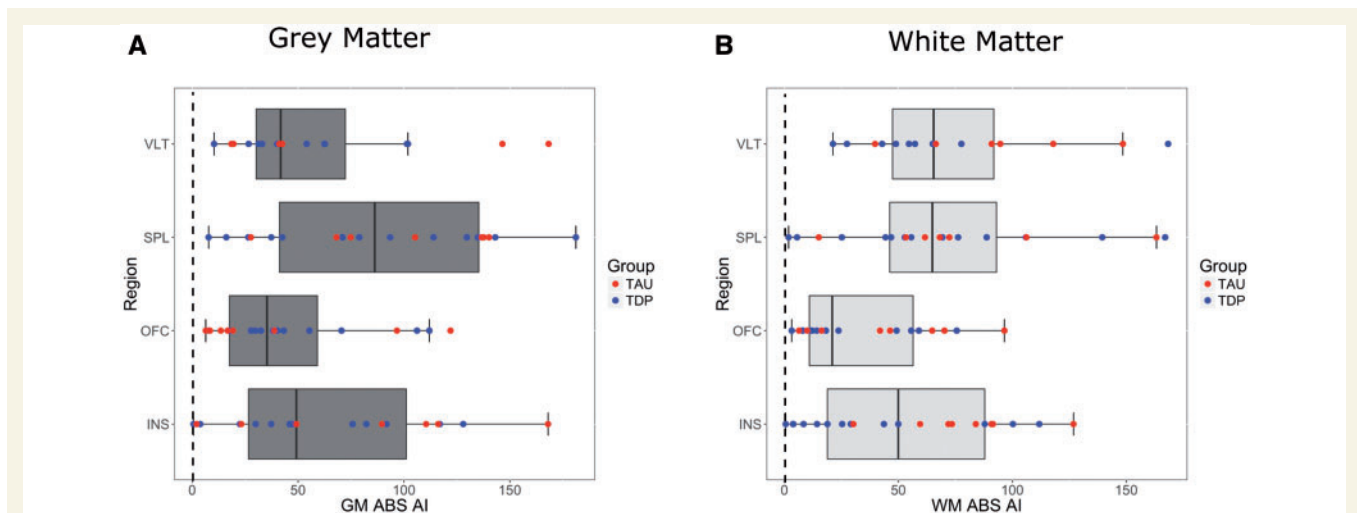 A Grey Matter
VLT
SPL
OFC
INS
Region
0 50 100 150
GM ABS AI
Group
TAU
TDP
B White Matter
VLT
SPL
OFC
INS
Region
0 50 100 150
WM ABS AI
Group
TAU
TDP